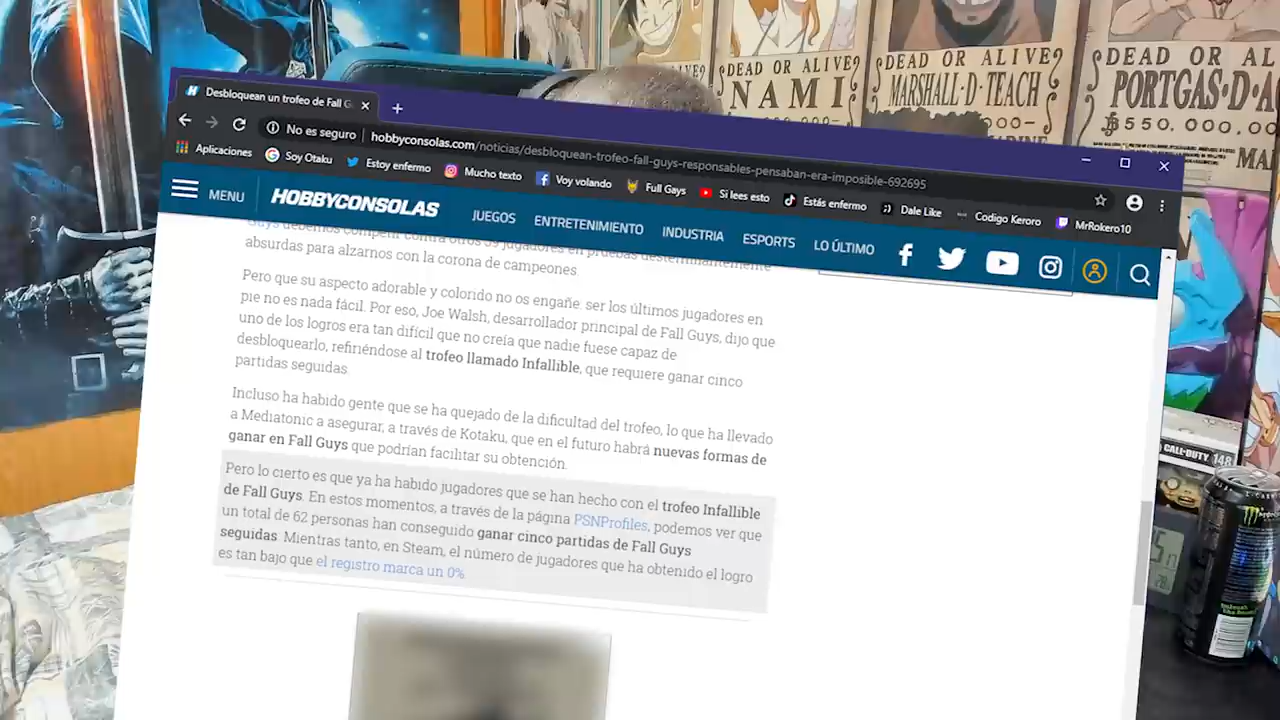 DEAD OR ALIVE
NAMI
DEAD OR ALIVE
MARSHALL·D·TEACH
DEAD OR ALIVE
PORTGAS·D·A
550.000.00
Desbloquean un trofeo de Fall G
No es seguro
hobbyconsolas.com/noticias/desbloquean-trofeo-fall-guys-responsables-pensaban-era-imposible-692695
Aplicaciones
Soy Otaku
Estoy enfermo
Mucho texto
Voy volando
Full Gays
Si lees esto
Estás enfermo
Dale Like
Codigo Keroro
MrRokero10
MENU
HOBBYCONSOLAS
JUEGOS
ENTRETENIMIENTO
INDUSTRIA
ESPORTS
LO ÚLTIMO
absurdas para alzarnos con la corona de campeones.
Pero que su aspecto adorable y colorido no os engañe: ser los últimos jugadores en
pie no es nada fácil. Por eso, Joe Walsh, desarrollador principal de Fall Guys, dijo que
uno de los logros era tan difícil que no creía que nadie fuese capaz de
desbloquearlo, refiriéndose al trofeo llamado Infallible, que requiere ganar cinco
partidas seguidas.
Incluso ha habido gente que se ha quejado de la dificultad del trofeo, lo que ha llevado
a Mediatonic a asegurar, a través de Kotaku, que en el futuro habrá nuevas formas de
ganar en Fall Guys que podrían facilitar su obtención.
Pero lo cierto es que ya ha habido jugadores que se han hecho con el trofeo Infallible
de Fall Guys. En estos momentos, a través de la página PSNProfiles, podemos ver que
un total de 62 personas han conseguido ganar cinco partidas de Fall Guys
seguidas. Mientras tanto, en Steam, el número de jugadores que ha obtenido el logro
es tan bajo que el registro marca un 0%.
CALL·DUTY
148